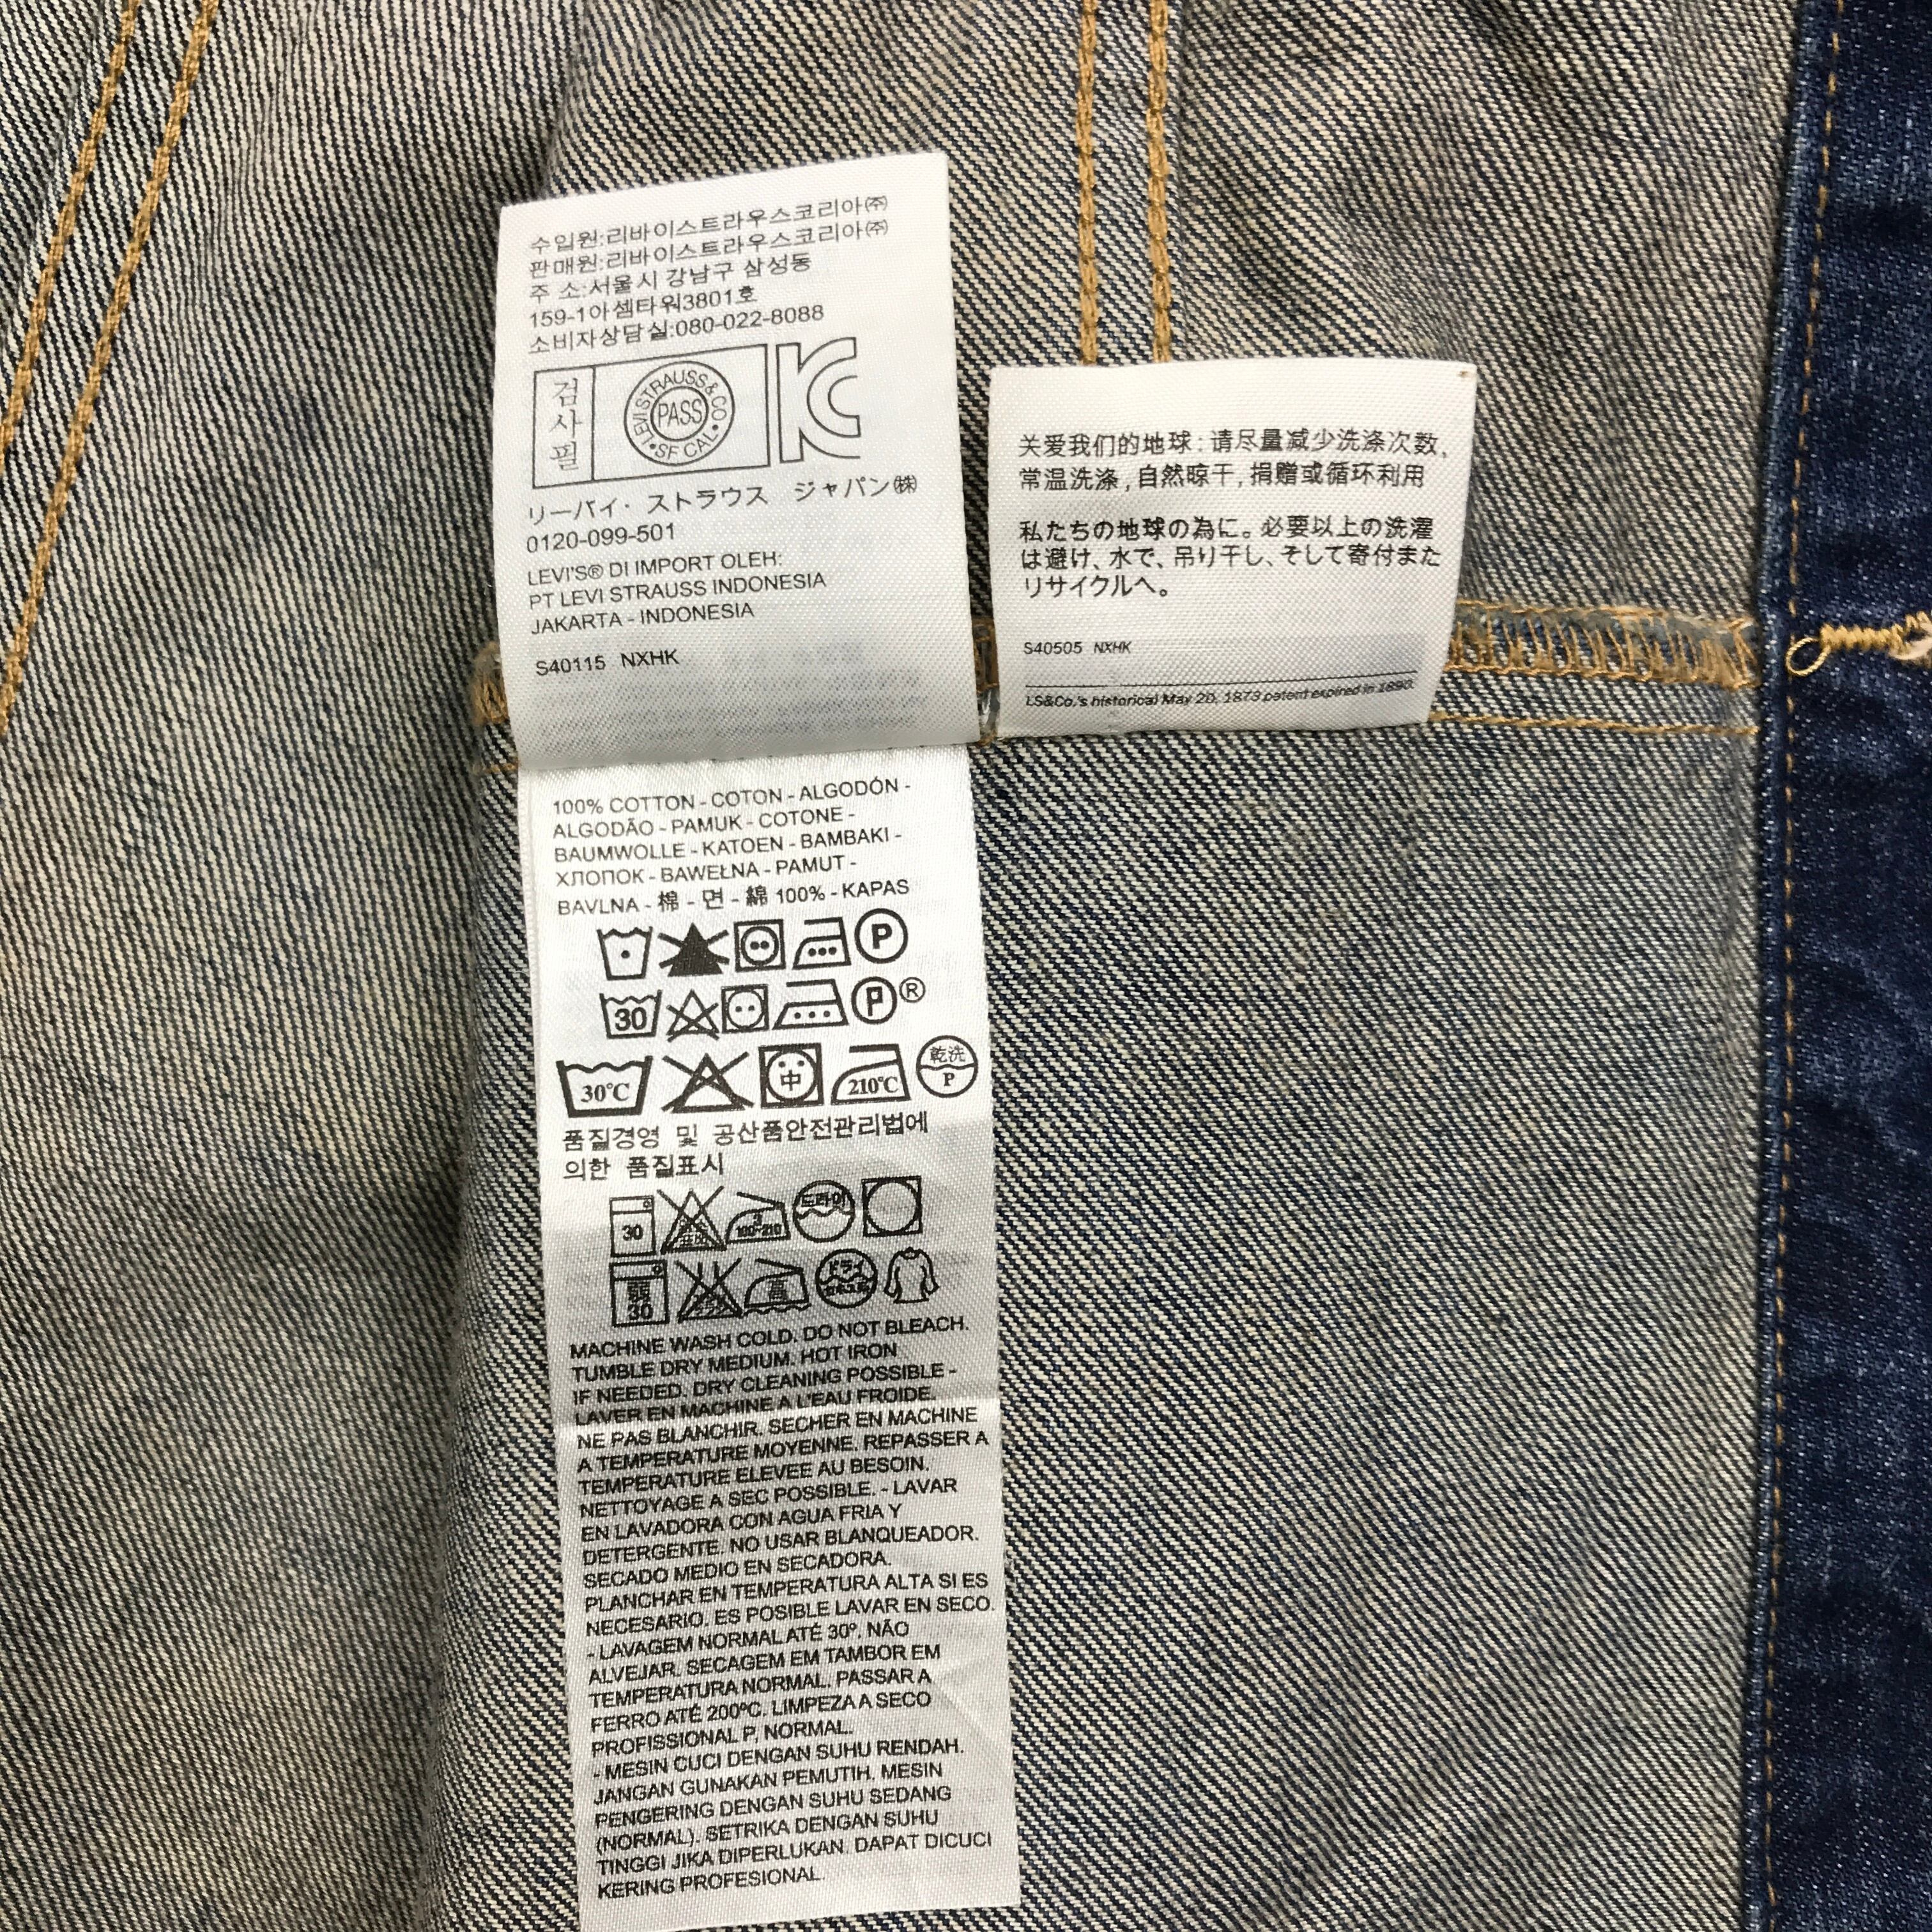 수입원:리바이스트라우스코리아㈜
판매원:리바이스트라우스코리아㈜
주 소:서울시 강남구 삼성동
159-1아셈타워3801호
소비자상담실:080-022-8088
검사필
LEVI STRAUSS & CO
PASS
•SF CAL•
KC
リーバイ・ストラウス ジャパン㈱
0120-099-501
LEVI'S® DI IMPORT OLEH:
PT LEVI STRAUSS INDONESIA
JAKARTA - INDONESIA
S40115 NXHK
关爱我们的地球:请尽量减少洗涤次数,
常温洗涤,自然晾干,捐赠或循环利用
私たちの地球の為に。必要以上の洗濯
は避け、水で、吊り干し、そして寄付また
リサイクルへ。
S40505 NXHK
LS&Co.'s historical May 20, 1873 patent expired in 1890.
100% COTTON - COTON - ALGODÓN -
ALGODÃO - PAMUK - COTONE -
BAUMWOLLE - KATOEN - BAMBAKI -
ХЛОПОК - BAWEŁNA - PAMUT -
BAVLNA - 棉 - 면 - 綿 100% - KAPAS
P
30 P®
30℃ 中 210℃ 乾洗 P
품질경영 및 공산품안전관리법에
의한 품질표시
30 180~210 드라이
弱 30 高 ドライ
MACHINE WASH COLD. DO NOT BLEACH.
TUMBLE DRY MEDIUM. HOT IRON
IF NEEDED. DRY CLEANING POSSIBLE -
LAVER EN MACHINE A L'EAU FROIDE.
NE PAS BLANCHIR. SECHER EN MACHINE
A TEMPERATURE MOYENNE. REPASSER A
TEMPERATURE ELEVEE AU BESOIN.
NETTOYAGE A SEC POSSIBLE. - LAVAR
EN LAVADORA CON AGUA FRIA Y
DETERGENTE. NO USAR BLANQUEADOR.
SECADO MEDIO EN SECADORA.
PLANCHAR EN TEMPERATURA ALTA SI ES
NECESARIO. ES POSIBLE LAVAR EN SECO.
- LAVAGEM NORMAL ATÉ 30º. NÃO
ALVEJAR. SECAGEM EM TAMBOR EM
TEMPERATURA NORMAL. PASSAR A
FERRO ATÉ 200ºC. LIMPEZA A SECO
PROFISSIONAL P, NORMAL.
- MESIN CUCI DENGAN SUHU RENDAH.
JANGAN GUNAKAN PEMUTIH. MESIN
PENGERING DENGAN SUHU SEDANG
(NORMAL). SETRIKA DENGAN SUHU
TINGGI JIKA DIPERLUKAN. DAPAT DICUCI
KERING PROFESIONAL.